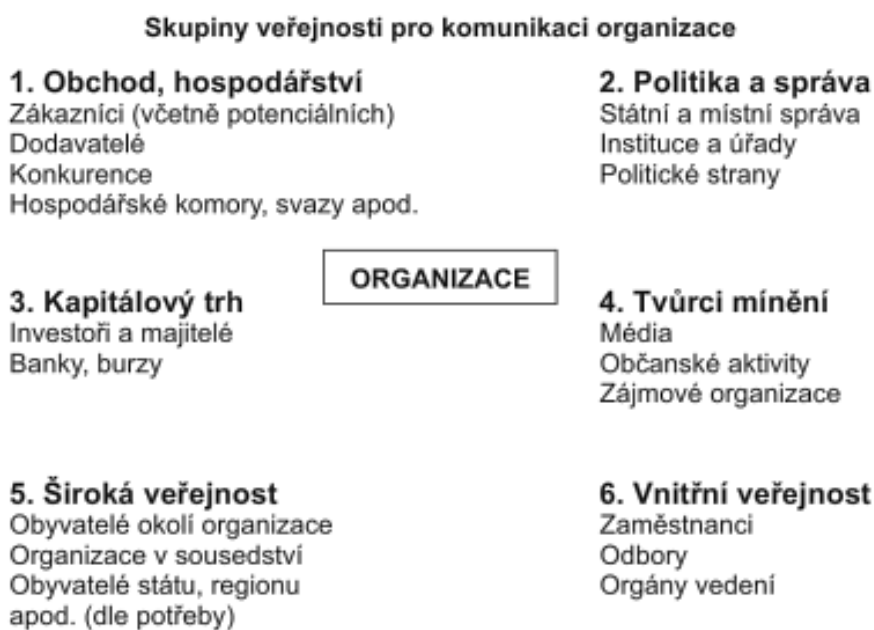 Skupiny veřejnosti pro komunikaci organizace
1. Obchod, hospodářství
Zákazníci (včetně potenciálních)
Dodavatelé
Konkurence
Hospodářské komory, svazy apod.
2. Politika a správa
Státní a místní správa
Instituce a úřady
Politické strany
ORGANIZACE
3. Kapitálový trh
Investoři a majitelé
Banky, burzy
4. Tvůrci mínění
Média
Občanské aktivity
Zájmové organizace
5. Široká veřejnost
Obyvatelé okolí organizace
Organizace v sousedství
Obyvatelé státu, regionu
apod. (dle potřeby)
6. Vnitřní veřejnost
Zaměstnanci
Odbory
Orgány vedení